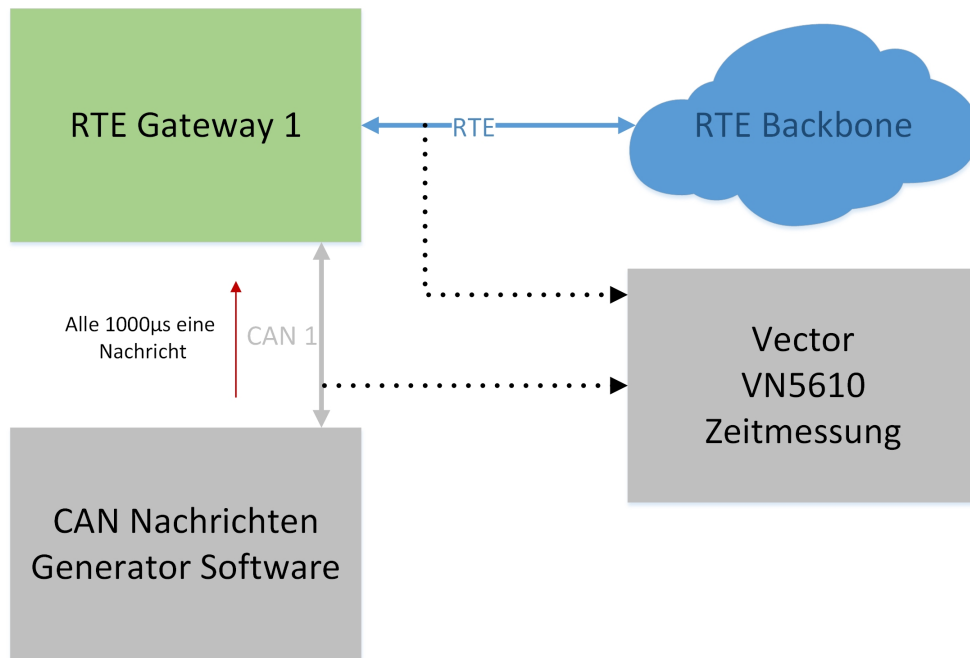 RTE Gateway 1
RTE
RTE Backbone
Alle 1000µs eine
Nachricht
CAN 1
Vector
VN5610
Zeitmessung
CAN Nachrichten
Generator Software